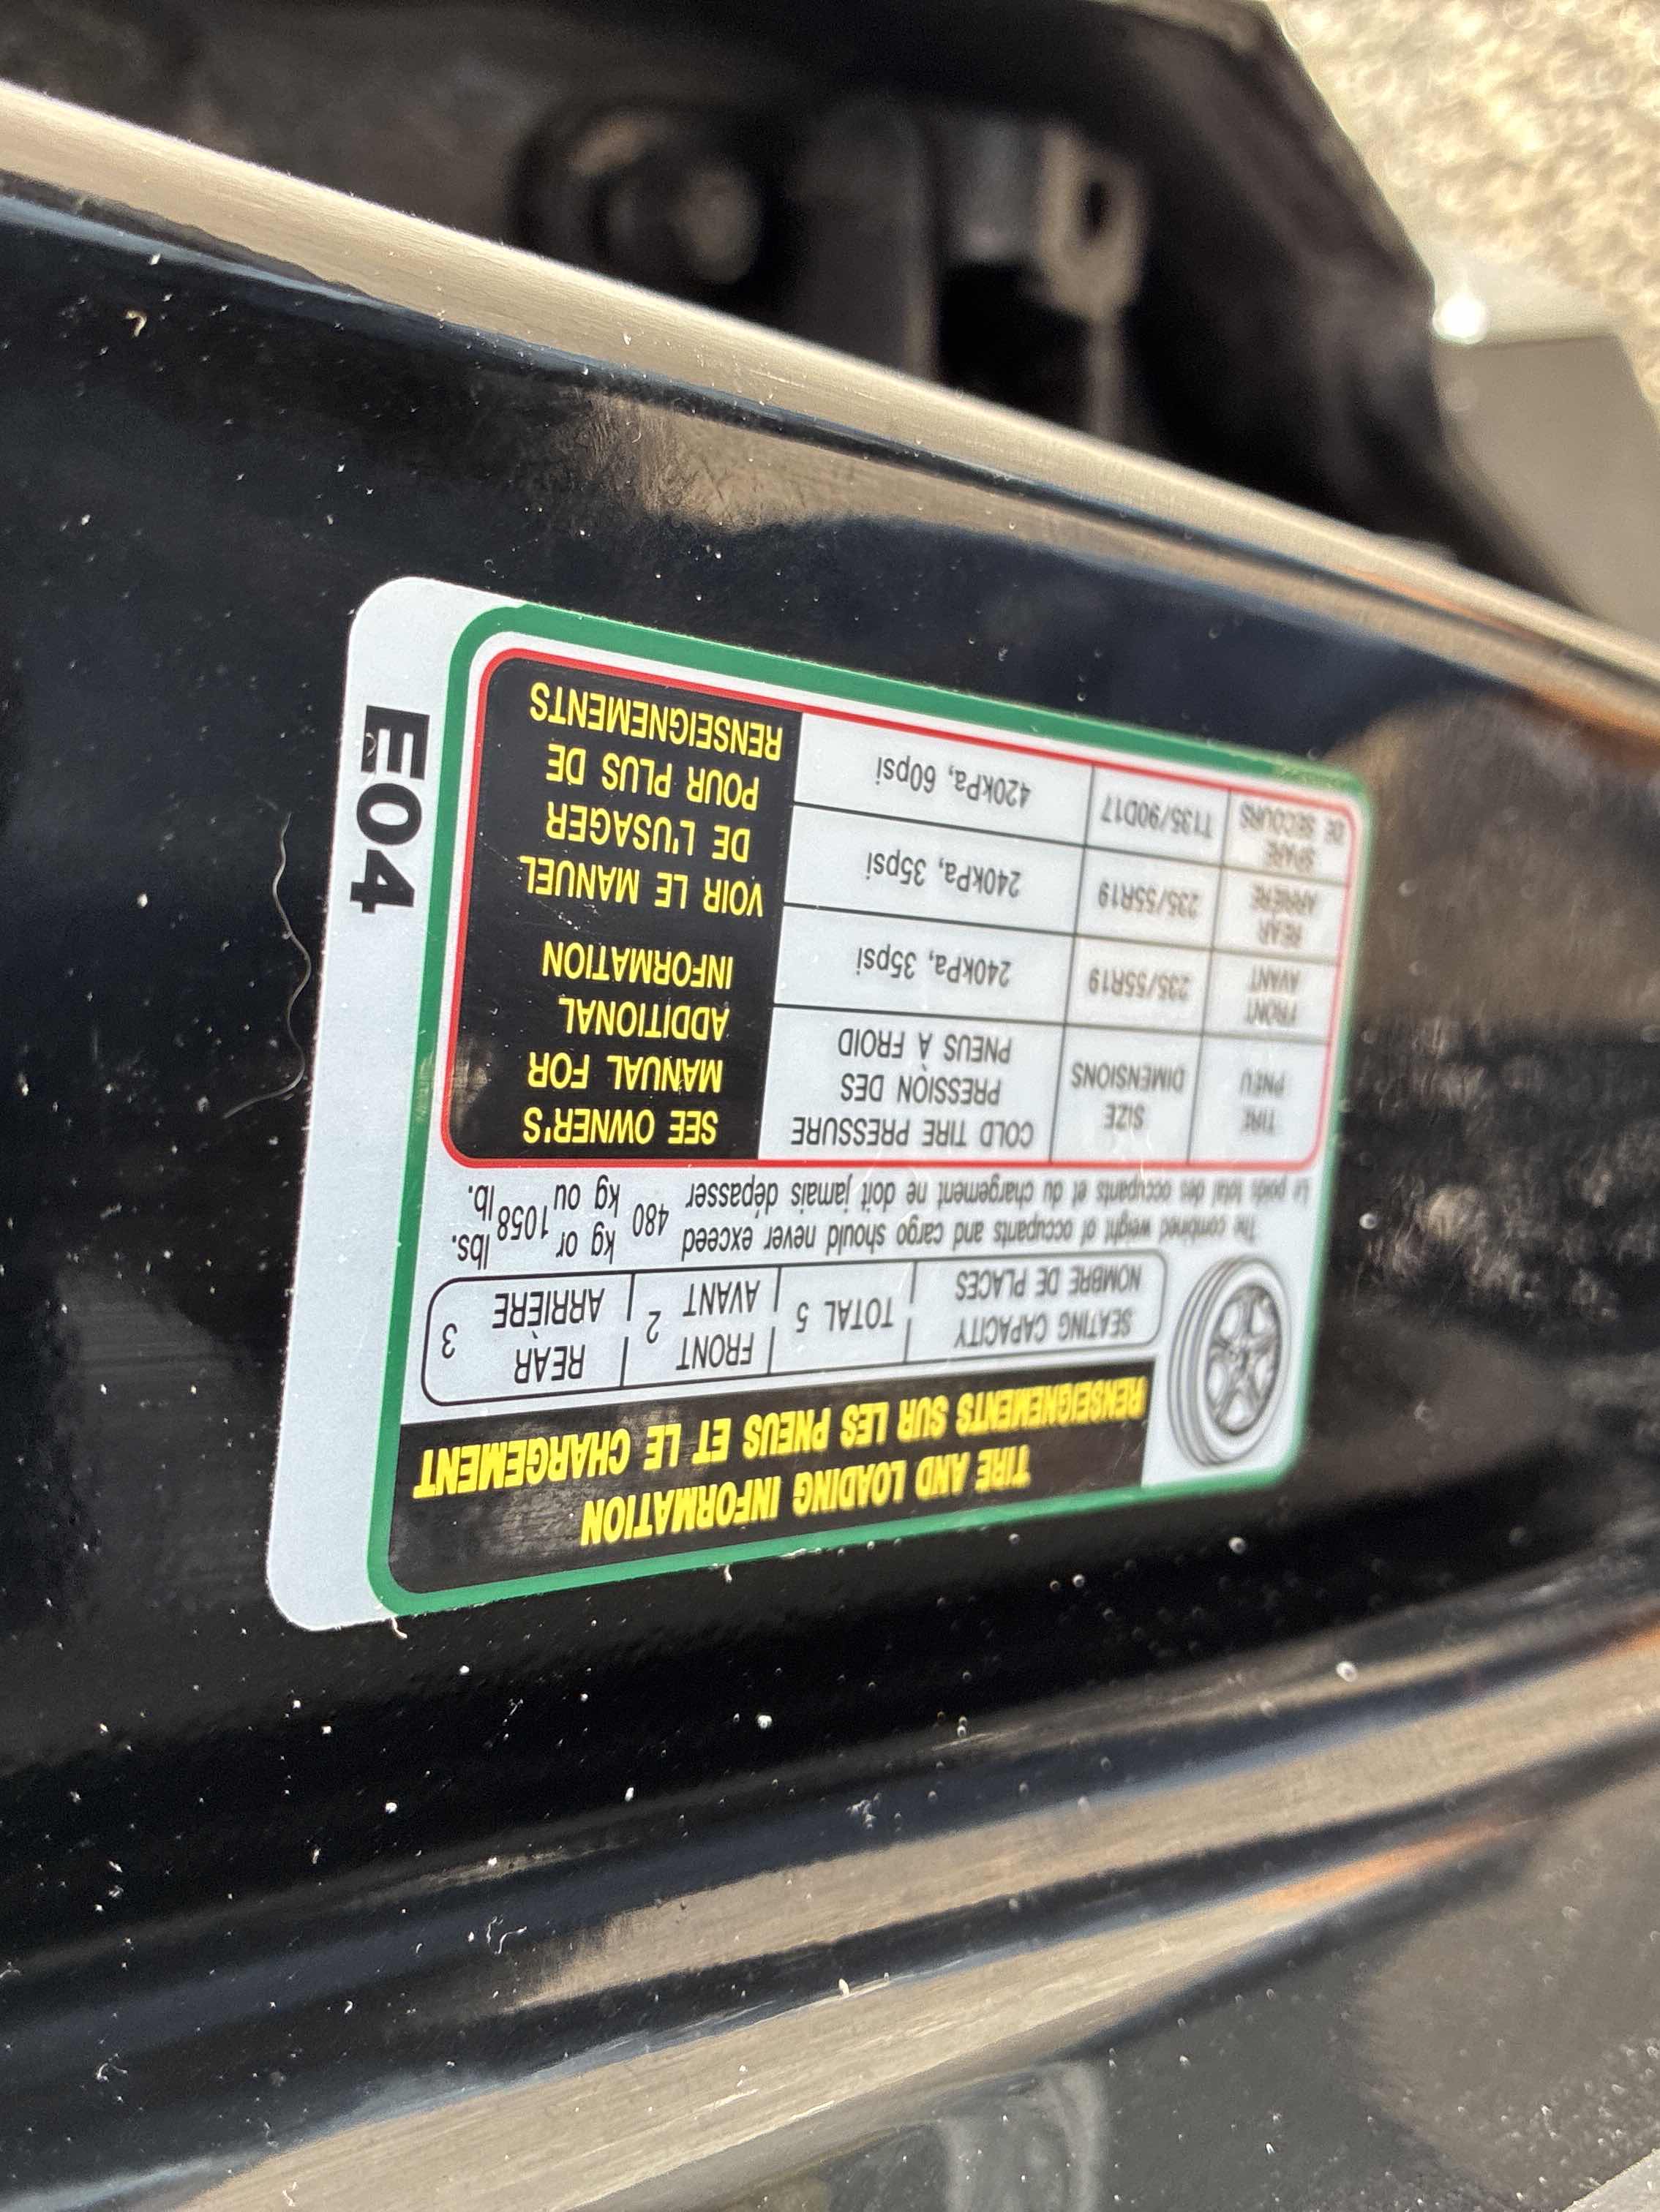 TIRE AND LOADING INFORMATION
RENSEIGNEMENTS SUR LES PNEUS ET LE CHARGEMENT
SEATING CAPACITY
NOMBRE DE PLACES
TOTAL 5
FRONT
AVANT 2
REAR
ARRIÈRE 3
The combined weight of occupants and cargo should never exceed 480 kg or 1058 lbs.
Le poids total des occupants et du chargement ne doit jamais dépasser 480 kg ou 1058 lb.
TIRE
PNEU
SIZE
DIMENSIONS
COLD TIRE PRESSURE
PRESSION DES
PNEUS À FROID
FRONT
AVANT
235/55R19
240kPa, 35psi
REAR
ARRIÈRE
235/55R19
240kPa, 35psi
SPARE
DE SECOURS
T135/90D17
420kPa, 60psi
SEE OWNER'S
MANUAL FOR
ADDITIONAL
INFORMATION
VOIR LE MANUEL
DE L'USAGER
POUR PLUS DE
RENSEIGNEMENTS
E04